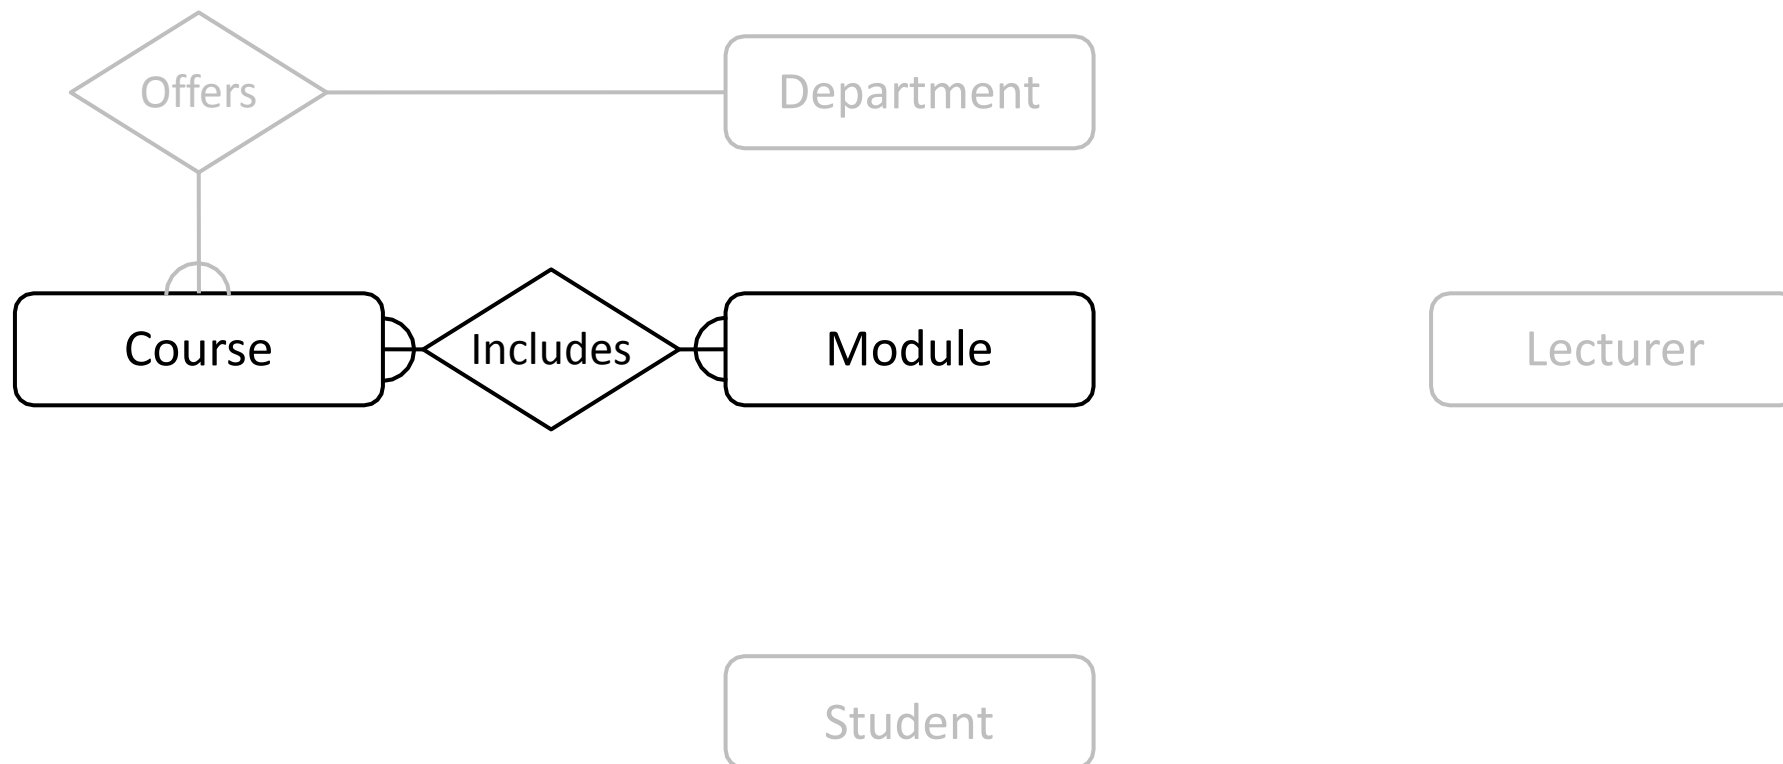 Offers
Department
Course
Includes
Module
Lecturer
Student